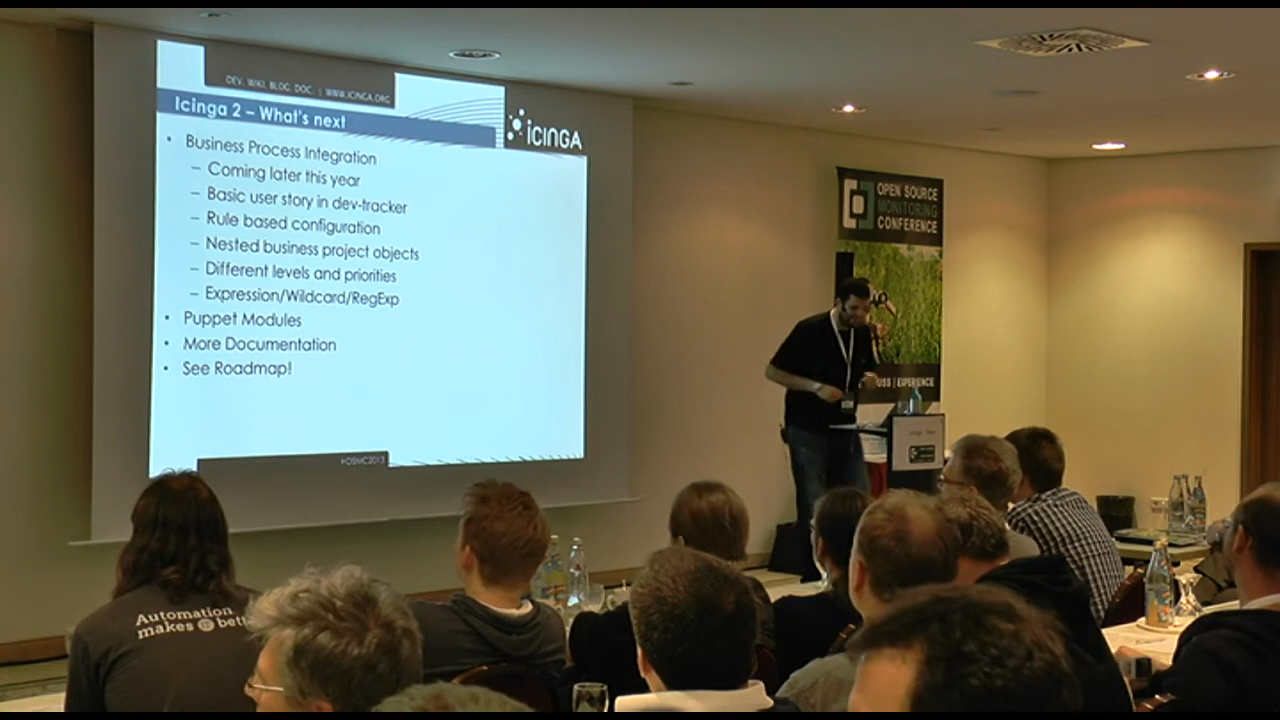 DEV. WIKI. BLOG. DOC. | WWW.ICINGA.ORG
Icinga 2 – What's next
ICINGA
• Business Process Integration
– Coming later this year
– Basic user story in dev-tracker
– Rule based configuration
– Nested business project objects
– Different levels and priorities
– Expression/Wildcard/RegExp
• Puppet Modules
• More Documentation
• See Roadmap!
#OSMC2013
OPEN SOURCE
MONITORING
CONFERENCE
| EXPERIENCE
Automation
makes